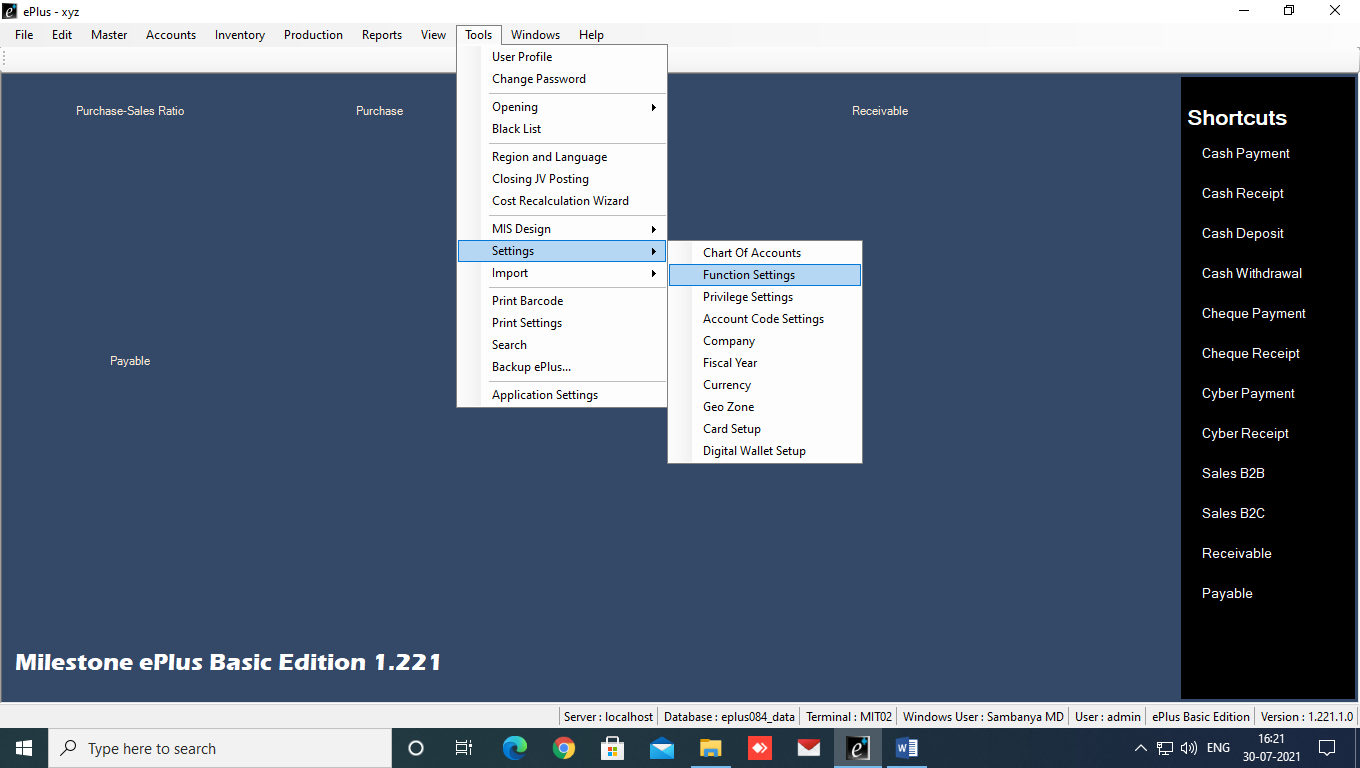 ePlus - xyz
File Edit Master Accounts Inventory Production Reports View Tools Windows Help
User Profile
Change Password
Opening
Black List
Region and Language
Closing JV Posting
Cost Recalculation Wizard
MIS Design
Settings
Import
Print Barcode
Print Settings
Search
Backup ePlus...
Application Settings
Chart Of Accounts
Function Settings
Privilege Settings
Account Code Settings
Company
Fiscal Year
Currency
Geo Zone
Card Setup
Digital Wallet Setup
Purchase-Sales Ratio
Purchase
Receivable
Payable
Shortcuts
Cash Payment
Cash Receipt
Cash Deposit
Cash Withdrawal
Cheque Payment
Cheque Receipt
Cyber Payment
Cyber Receipt
Sales B2B
Sales B2C
Receivable
Payable
Milestone ePlus Basic Edition 1.221
Server : localhost Database : eplus084_data Terminal : MIT02 Windows User : Sambanya MD User : admin ePlus Basic Edition Version : 1.221.1.0
Type here to search
ENG
16:21
30-07-2021